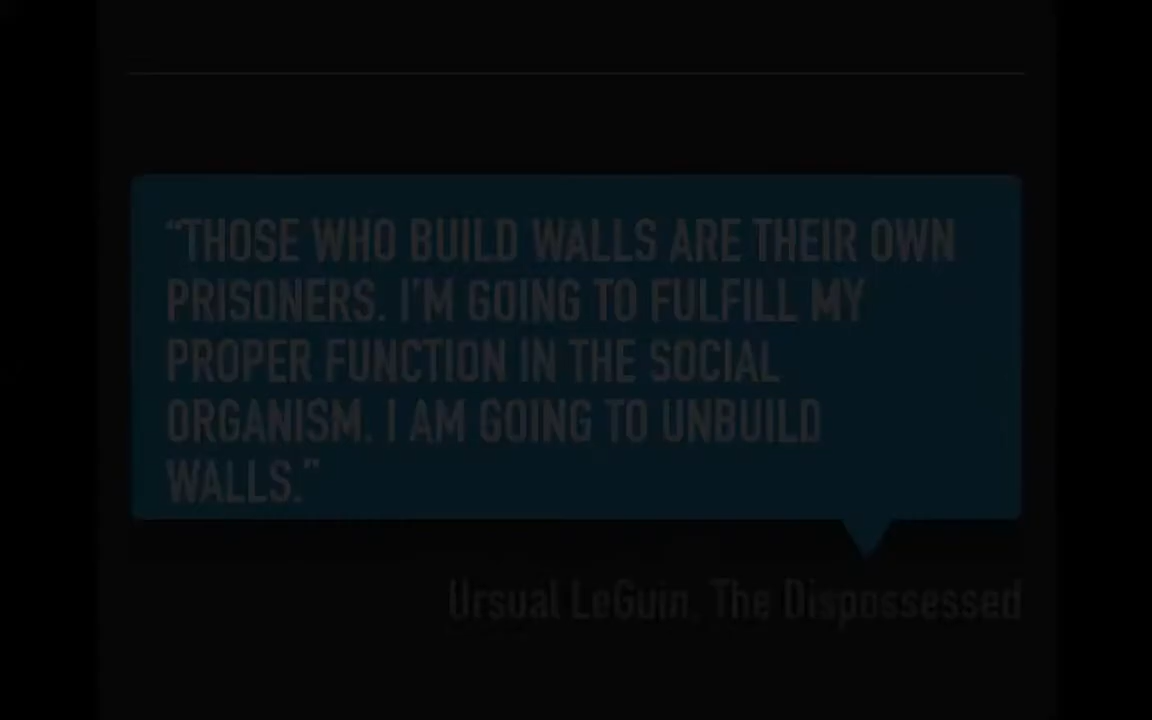 “THOSE WHO BUILD WALLS ARE THEIR OWN
PRISONERS. I’M GOING TO FULFILL MY
PROPER FUNCTION IN THE SOCIAL
ORGANISM. I AM GOING TO UNBUILD
WALLS.”
Ursual LeGuin, The Dispossessed